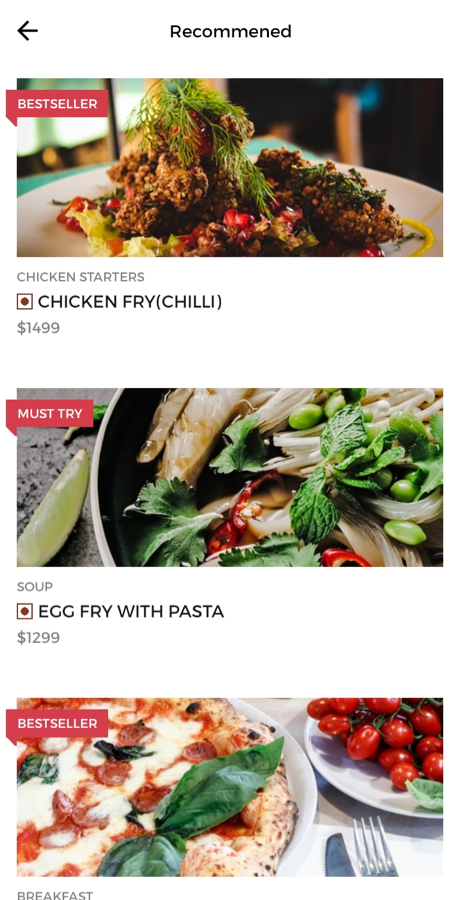 Recommened
BESTSELLER
CHICKEN STARTERS
CHICKEN FRY(CHILLI)
$1499
MUST TRY
SOUP
EGG FRY WITH PASTA
$1299
BESTSELLER
BREAKFAST